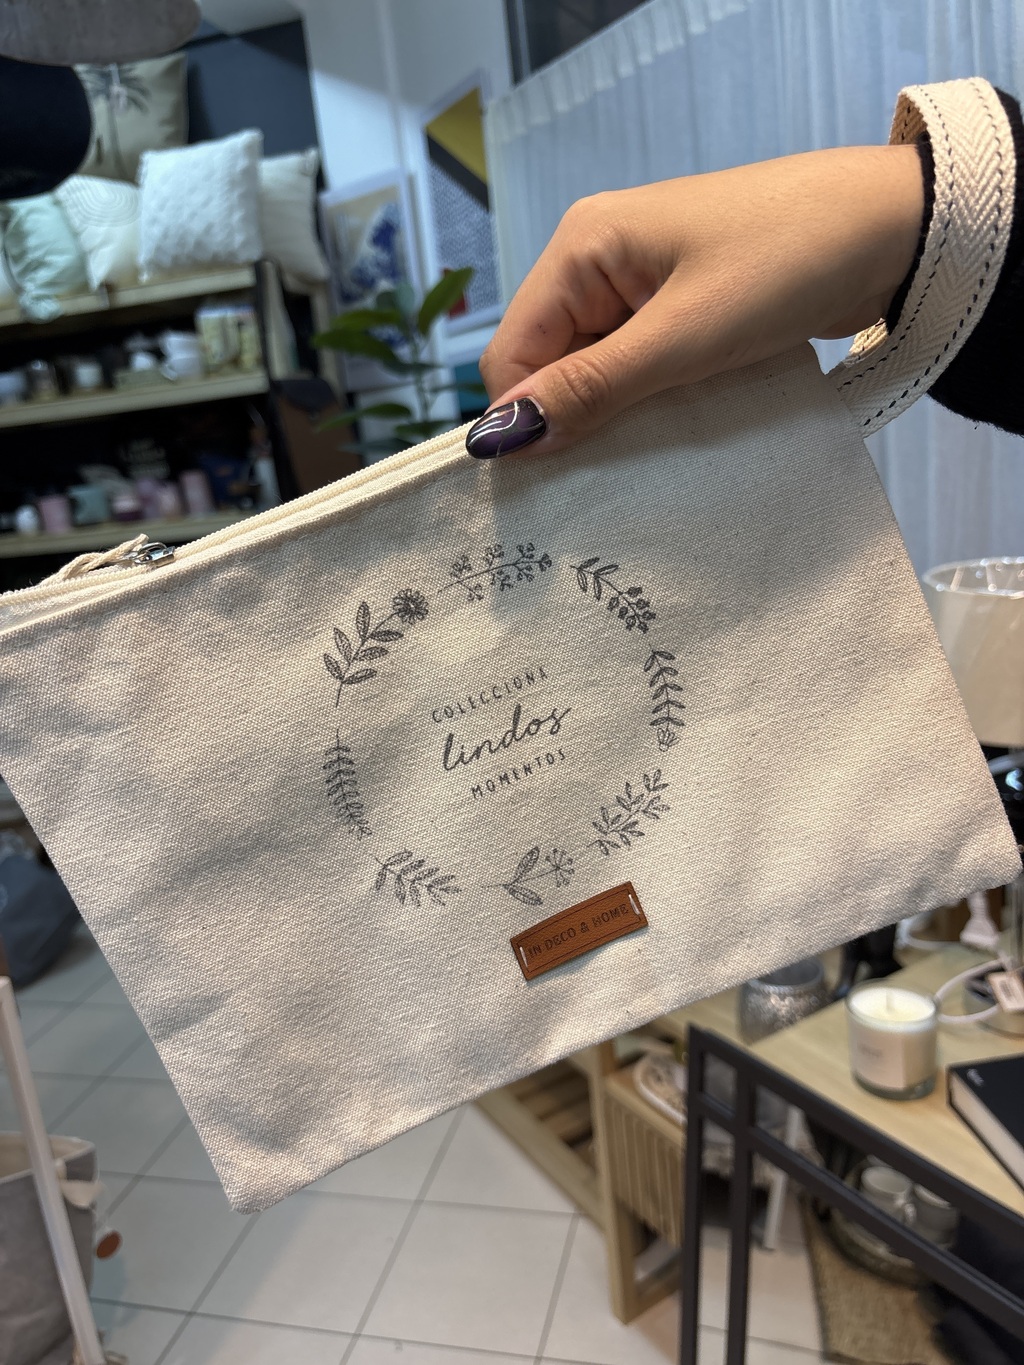 COLECCIONA
lindos
MOMENTOS
IN DECO & HOME